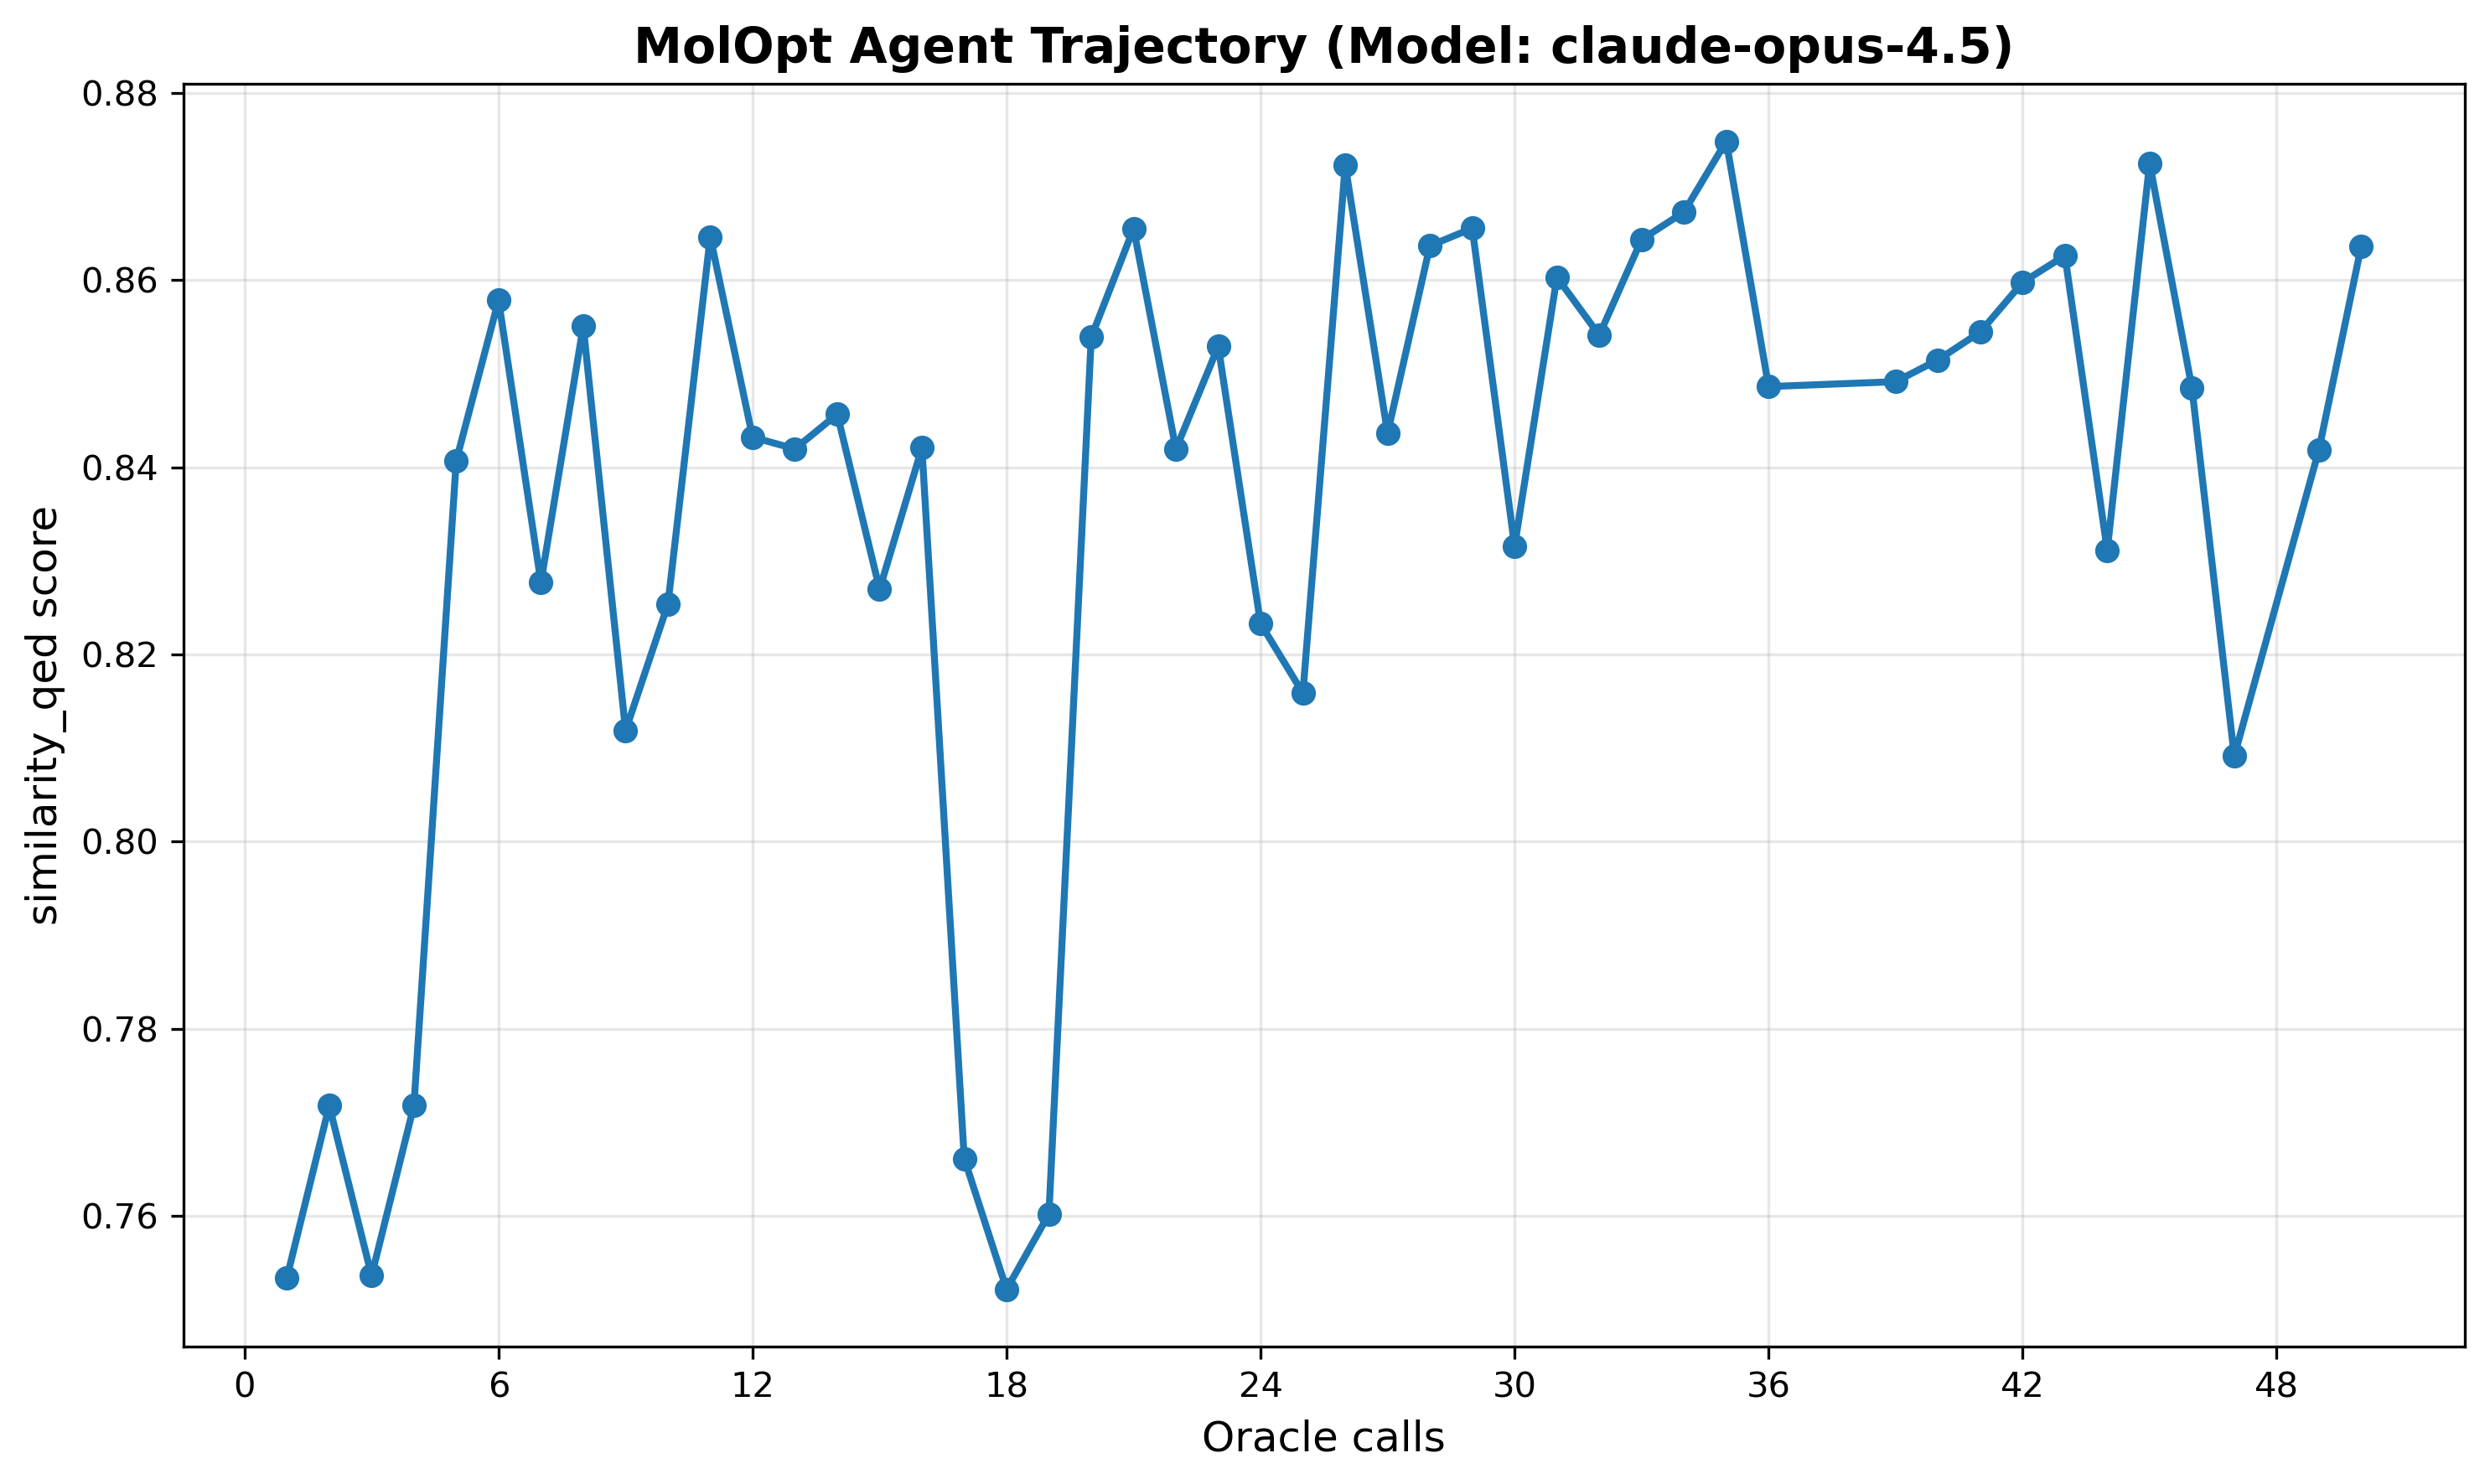 MolOpt Agent Trajectory (Model: claude-opus-4.5)
similarity_qed score
0.88
0.86
0.84
0.82
0.80
0.78
0.76
0 6 12 18 24 30 36 42 48
Oracle calls